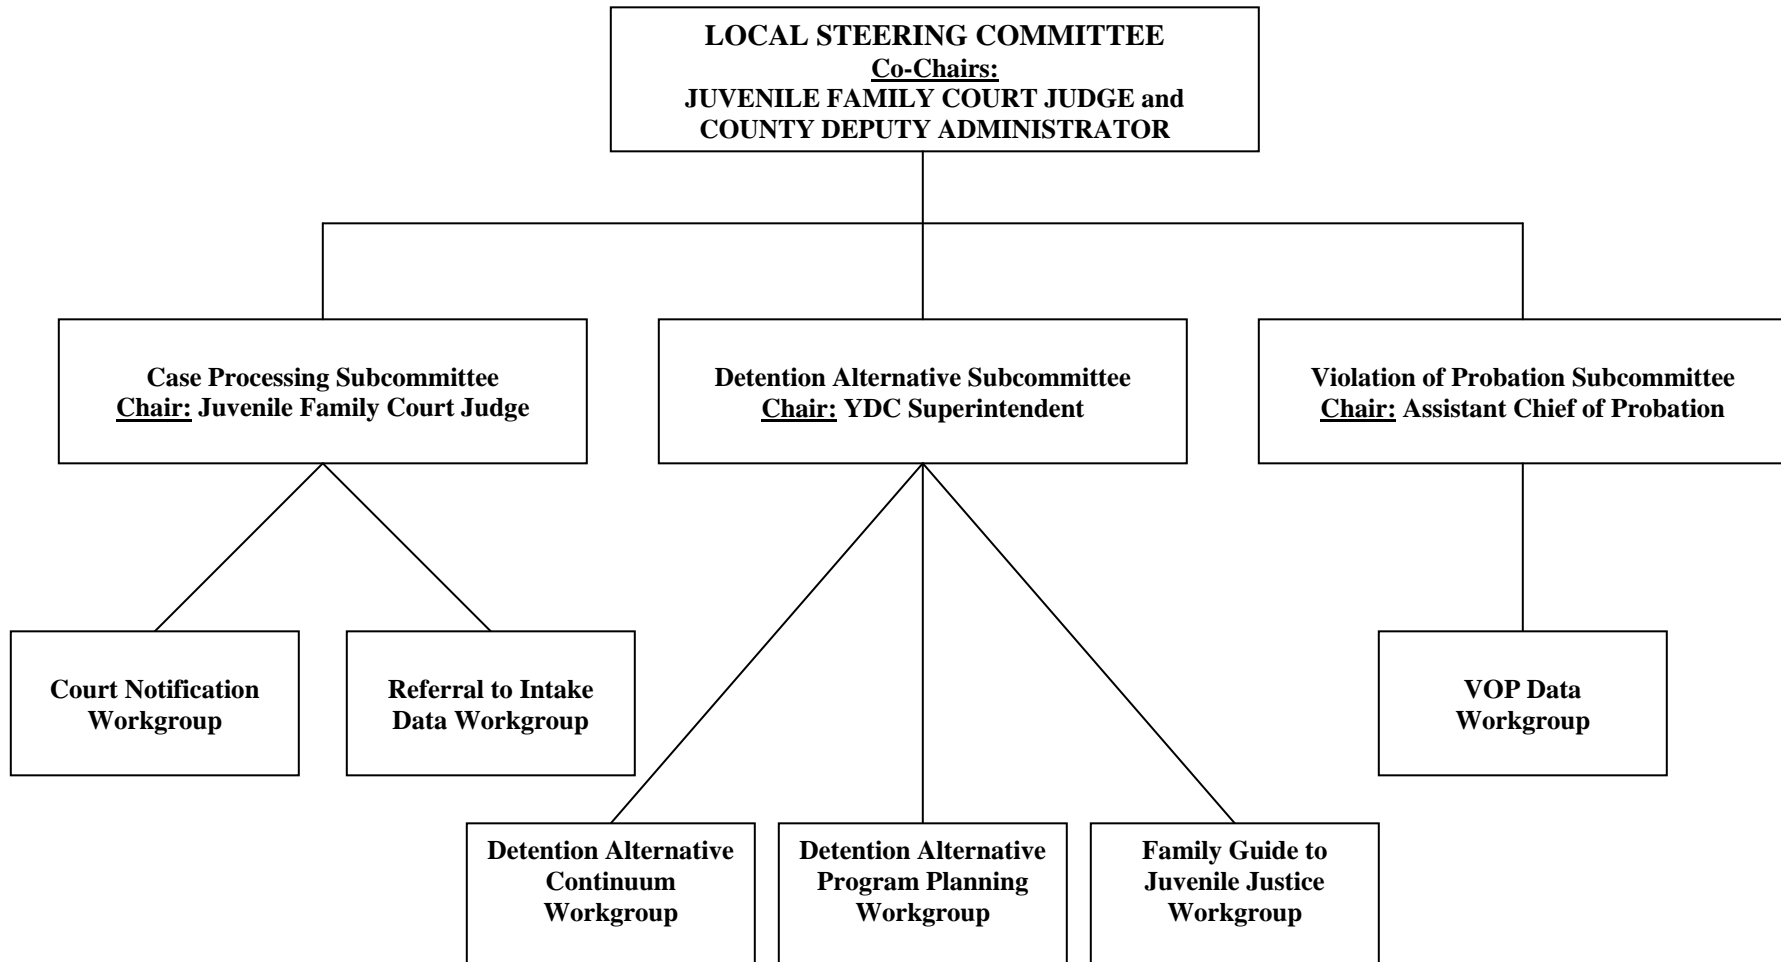 LOCAL STEERING COMMITTEE
Co-Chairs:
JUVENILE FAMILY COURT JUDGE and
COUNTY DEPUTY ADMINISTRATOR
Case Processing Subcommittee
Chair: Juvenile Family Court Judge
Detention Alternative Subcommittee
Chair: YDC Superintendent
Violation of Probation Subcommittee
Chair: Assistant Chief of Probation
Court Notification
Workgroup
Referral to Intake
Data Workgroup
VOP Data
Workgroup
Detention Alternative
Continuum
Workgroup
Detention Alternative
Program Planning
Workgroup
Family Guide to
Juvenile Justice
Workgroup